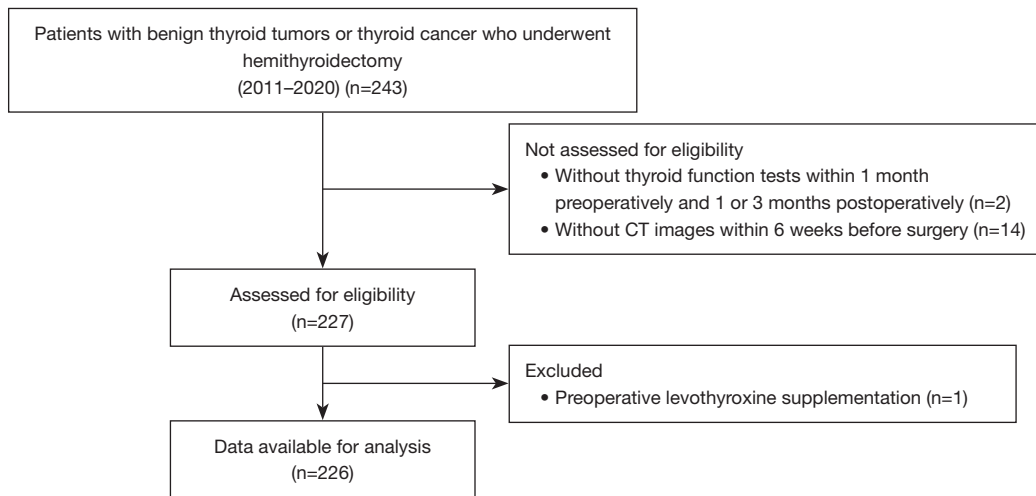 Patients with benign thyroid tumors or thyroid cancer who underwent
hemithyroidectomy
(2011–2020) (n=243)
Not assessed for eligibility
• Without thyroid function tests within 1 month
preoperatively and 1 or 3 months postoperatively (n=2)
• Without CT images within 6 weeks before surgery (n=14)
Assessed for eligibility
(n=227)
Excluded
• Preoperative levothyroxine supplementation (n=1)
Data available for analysis
(n=226)